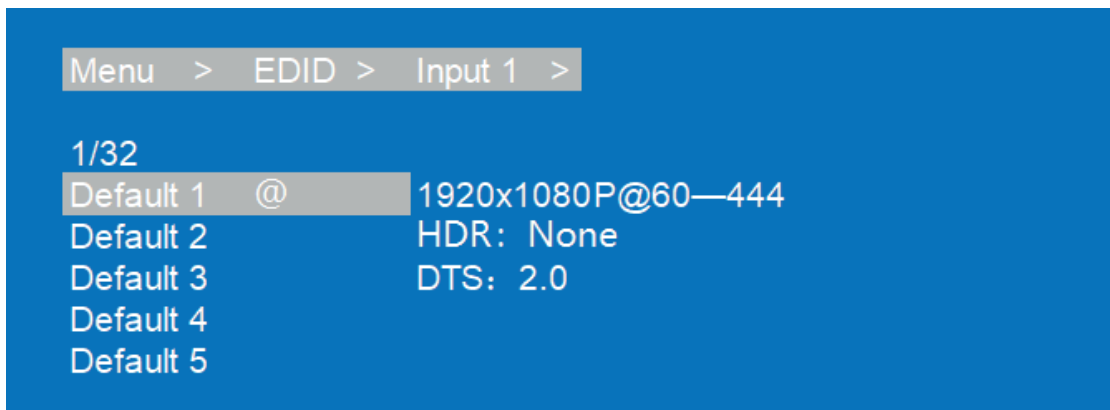 Menu > EDID > Input 1 >
1/32
Default 1 @ 1920x1080P@60—444
Default 2 HDR：None
Default 3 DTS：2.0
Default 4
Default 5